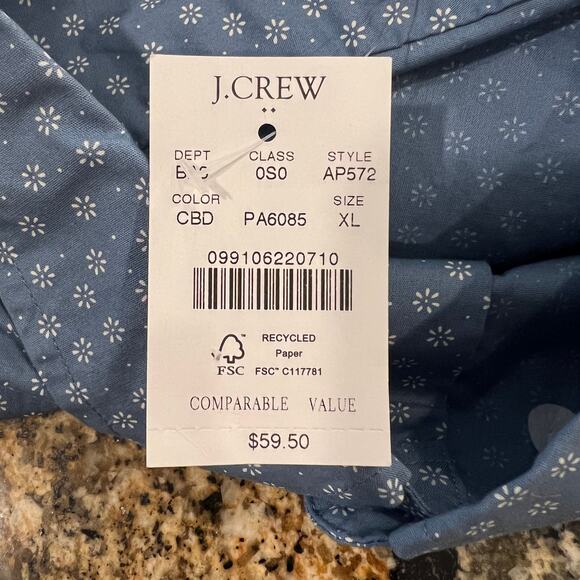 J.CREW
DEPT CLASS STYLE
0S0 AP572
COLOR SIZE
CBD PA6085 XL
099106220710
RECYCLED
Paper
FSC™ C117781
FSC
COMPARABLE VALUE
$59.50